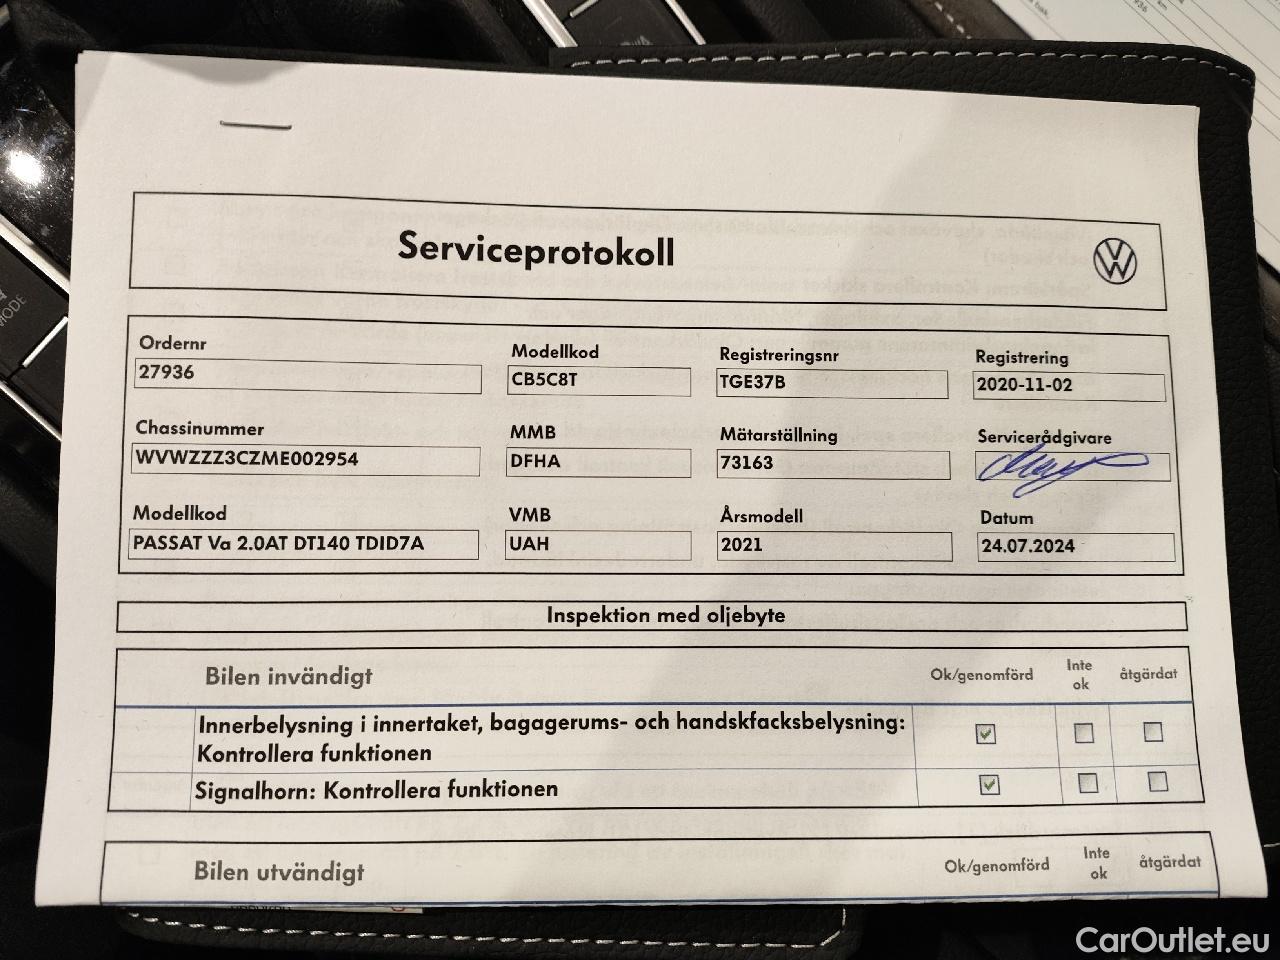 Serviceprotokoll
Ordernr
27936
Modellkod
CB5C8T
Registreringsnr
TGE37B
Registrering
2020-11-02
Chassinummer
WVWZZZ3CZME002954
MMB
DFHA
Mätarställning
73163
Servicerådgivare
Modellkod
PASSAT Va 2.0AT DT140 TDID7A
VMB
UAH
Årsmodell
2021
Datum
24.07.2024
Inspektion med oljebyte
Bilen invändigt
Ok/genomförd
Inte
ok
åtgärdat
Innerbelysning i innertaket, bagagerums- och handskfacksbelysning:
Kontrollera funktionen
Signalhorn: Kontrollera funktionen
Bilen utvändigt
Ok/genomförd
Inte
ok
åtgärdat
MODE
CarOutlet.eu